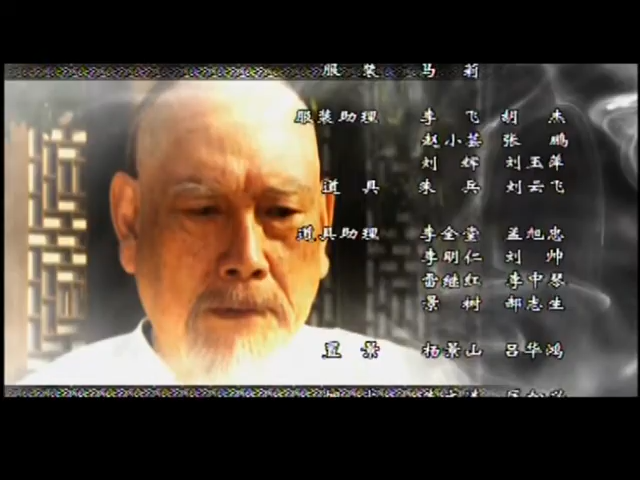 服装 马莉
服装助理 李飞 胡杰
赵小芸 张鹏
刘辉 刘玉萍
道具 朱兵 刘云飞
道具助理 李全堂 孟旭忠
李明仁 刘帅
雷继红 李中琴
景树 郝志生
置景 杨景山 吕华鸿